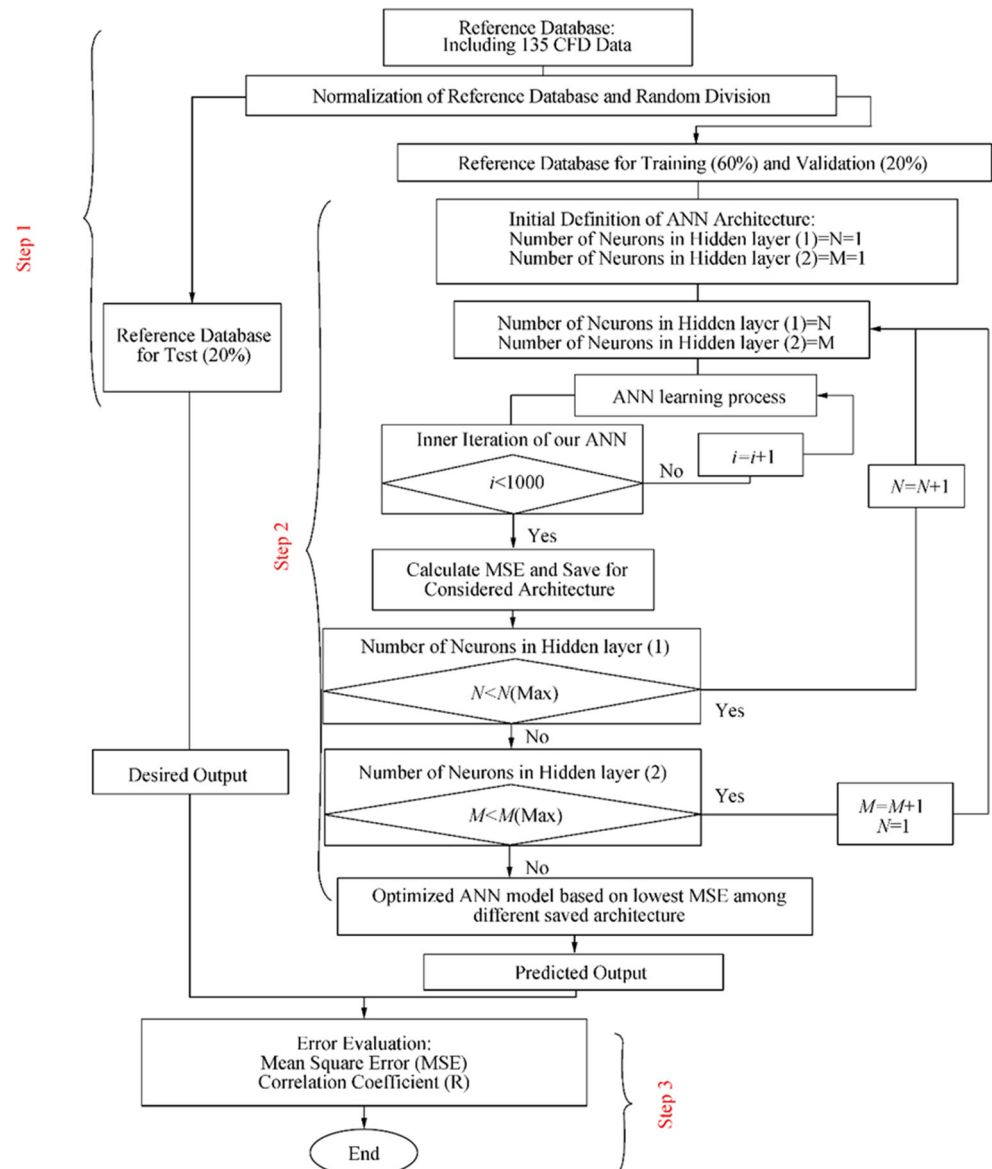 Reference Database:
Including 135 CFD Data
Normalization of Reference Database and Random Division
Reference Database for Training (60%) and Validation (20%)
Step 1
Initial Definition of ANN Architecture:
Number of Neurons in Hidden layer (1)=N=1
Number of Neurons in Hidden layer (2)=M=1
Reference Database
for Test (20%)
Number of Neurons in Hidden layer (1)=N
Number of Neurons in Hidden layer (2)=M
ANN learning process
Inner Iteration of our ANN
i<1000
No
i=i+1
N=N+1
Yes
Step 2
Calculate MSE and Save for
Considered Architecture
Number of Neurons in Hidden layer (1)
N<N(Max)
Yes
No
Desired Output
Number of Neurons in Hidden layer (2)
M<M(Max)
Yes
M=M+1
N=1
No
Optimized ANN model based on lowest MSE among
different saved architecture
Predicted Output
Error Evaluation:
Mean Square Error (MSE)
Correlation Coefficient (R)
Step 3
End